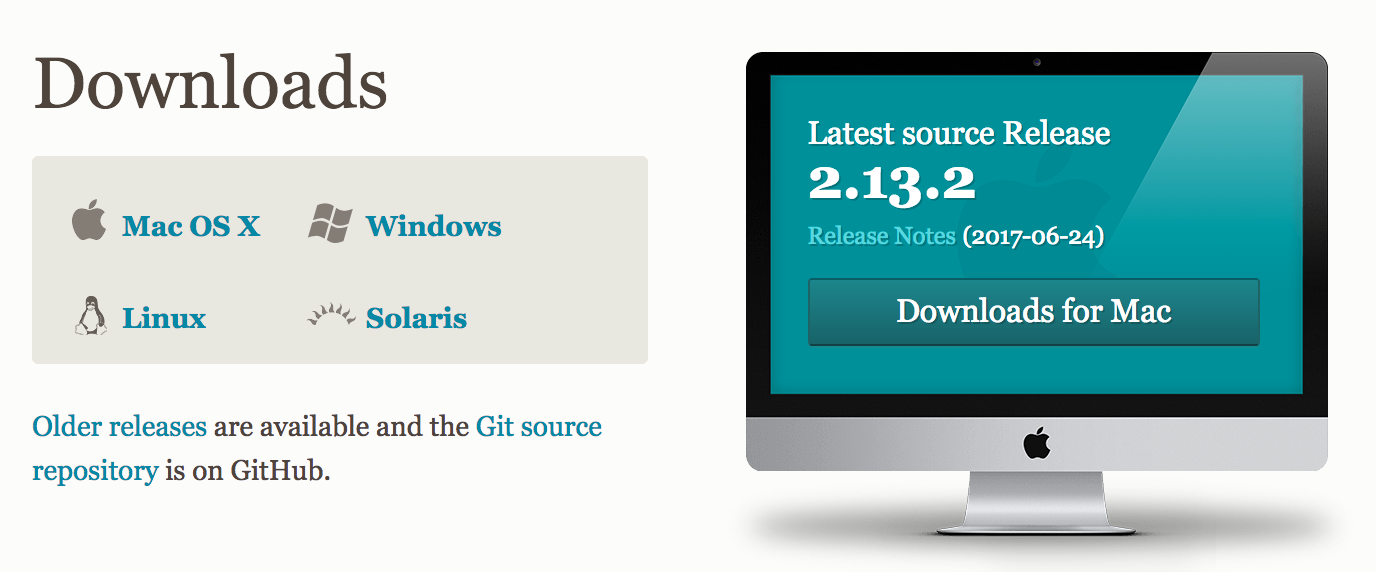 Downloads
Mac OS X
Windows
Linux
Solaris
Older releases are available and the Git source
repository is on GitHub.
Latest source Release
2.13.2
Release Notes (2017-06-24)
Downloads for Mac